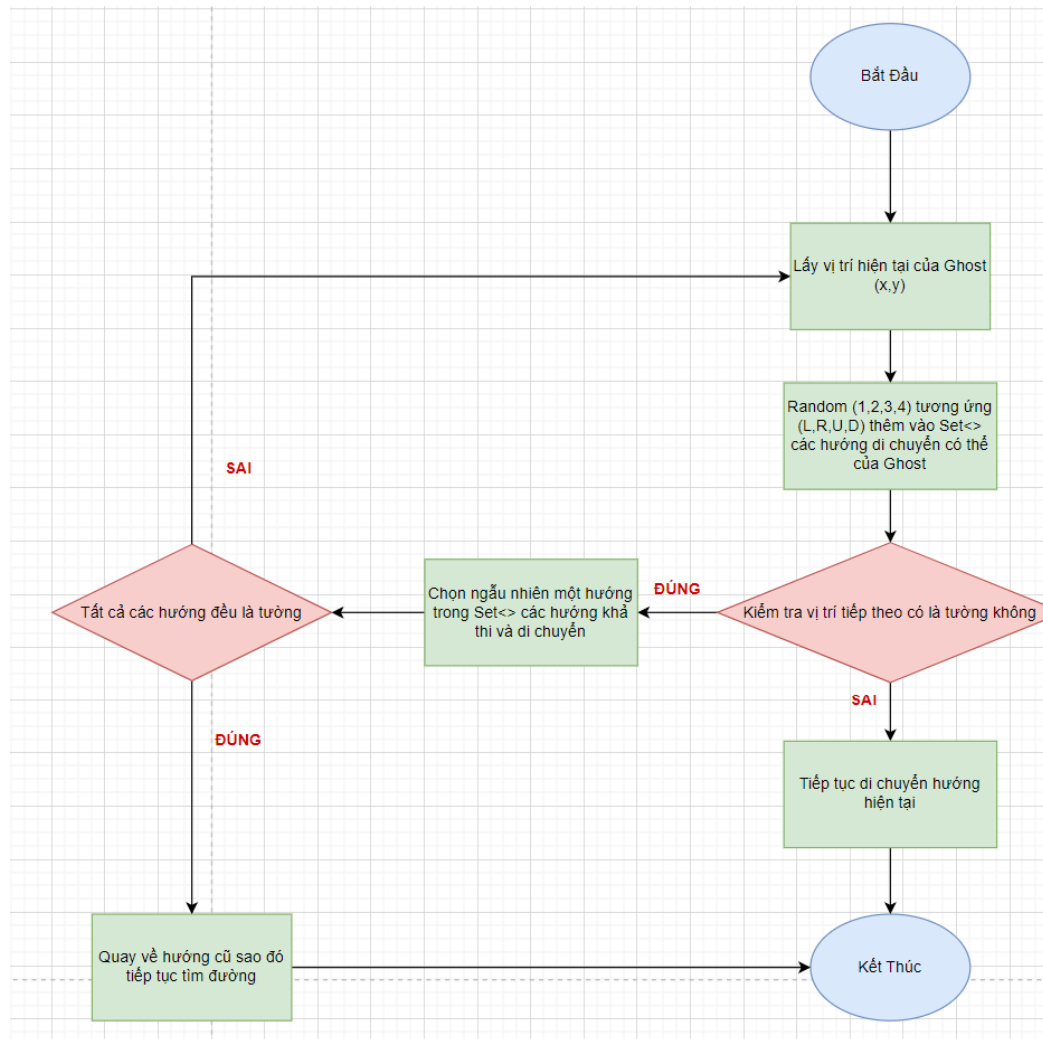 Bắt Đầu
Lấy vị trí hiện tại của Ghost
(x,y)
Random (1,2,3,4) tương ứng
(L,R,U,D) thêm vào Set<>
các hướng di chuyển có thể
của Ghost
SAI
Tất cả các hướng đều là tường
Chọn ngẫu nhiên một hướng
trong Set<> các hướng khả
thi và di chuyển
ĐÚNG
Kiểm tra vị trí tiếp theo có là tường không
SAI
ĐÚNG
Tiếp tục di chuyển hướng
hiện tại
Quay về hướng cũ sao đó
tiếp tục tìm đường
Kết Thúc